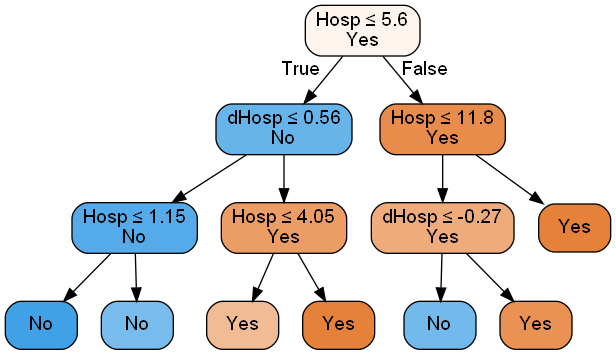 Hosp ≤ 5.6
Yes
True
False
dHosp ≤ 0.56
No
Hosp ≤ 11.8
Yes
Hosp ≤ 1.15
No
Hosp ≤ 4.05
Yes
dHosp ≤ -0.27
Yes
Yes
No
No
Yes
Yes
No
Yes